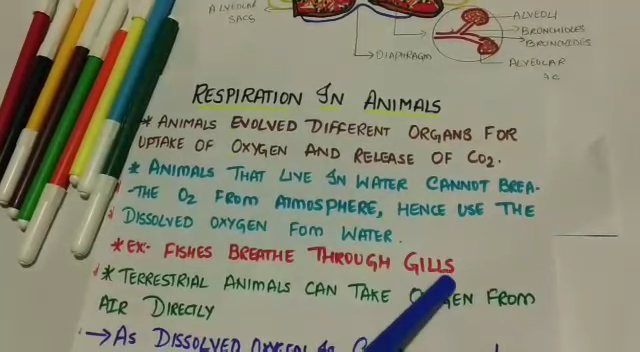 ALVEOLAR
SACS
ALVEOLI
BRONCHIOLES
BRONCHIOLES
DIAPHRAGM
ALVEOLAR
RESPIRATION IN ANIMALS
* ANIMALS EVOLVED DIFFERENT ORGANS FOR
UPTAKE OF OXYGEN AND RELEASE OF CO2.
* ANIMALS THAT LIVE IN WATER CANNOT BREA-
-THE O2 FROM ATMOSPHERE, HENCE USE THE
DISSOLVED OXYGEN FOM WATER.
*EX- FISHES BREATHE THROUGH GILLS
* TERRESTRIAL ANIMALS CAN TAKE FROM
AIR DIRECTLY
→ AS DISSOLVED